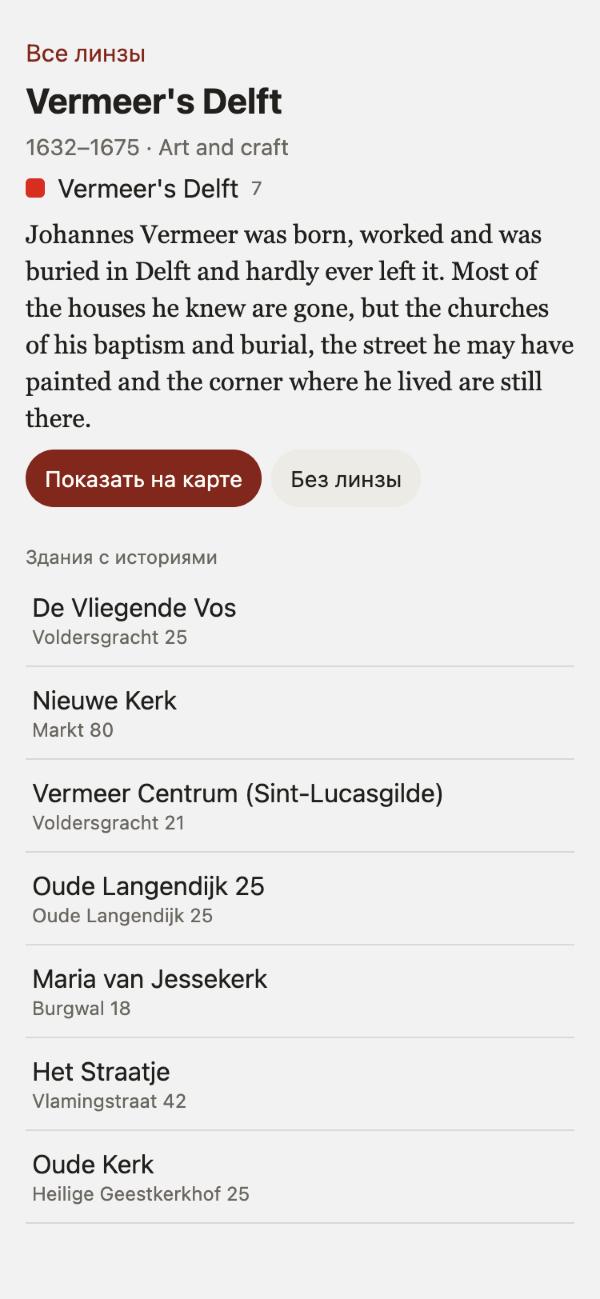 Все линзы
Vermeer's Delft
1632–1675 · Art and craft
Vermeer's Delft 7
Johannes Vermeer was born, worked and was
buried in Delft and hardly ever left it. Most of
the houses he knew are gone, but the churches
of his baptism and burial, the street he may have
painted and the corner where he lived are still
there.
Показать на карте Без линзы
Здания с историями
De Vliegende Vos
Voldersgracht 25
Nieuwe Kerk
Markt 80
Vermeer Centrum (Sint-Lucasgilde)
Voldersgracht 21
Oude Langendijk 25
Oude Langendijk 25
Maria van Jessekerk
Burgwal 18
Het Straatje
Vlamingstraat 42
Oude Kerk
Heilige Geestkerkhof 25